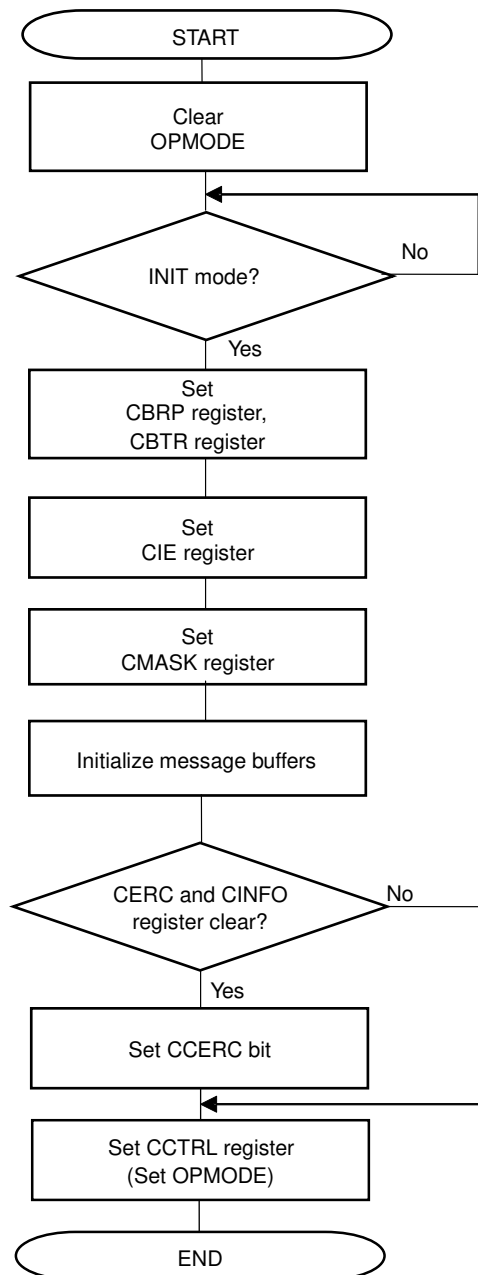 START
Clear
OPMODE
No
INIT mode?
Yes
Set
CBRP register,
CBTR register
Set
CIE register
Set
CMASK register
Initialize message buffers
CERC and CINFO
register clear?
No
Yes
Set CCERC bit
Set CCTRL register
(Set OPMODE)
END